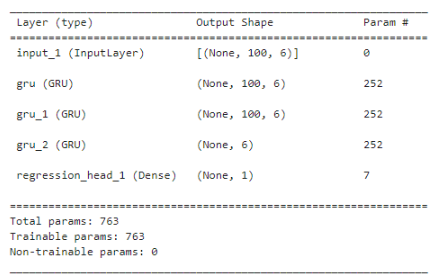 Layer (type) Output Shape Param #
input_1 (InputLayer) [(None, 100, 6)] 0
gru (GRU) (None, 100, 6) 252
gru_1 (GRU) (None, 100, 6) 252
gru_2 (GRU) (None, 6) 252
regression_head_1 (Dense) (None, 1) 7
Total params: 763
Trainable params: 763
Non-trainable params: 0